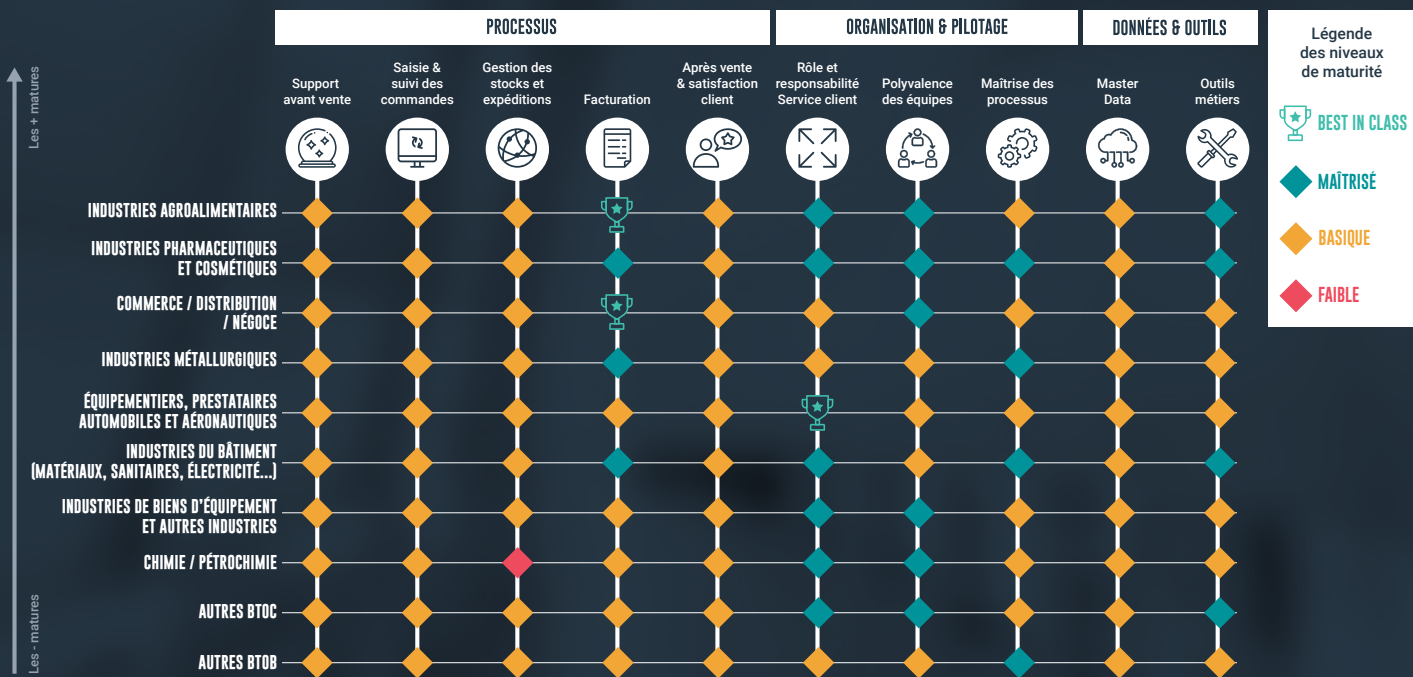 PROCESSUS
ORGANISATION & PILOTAGE
DONNÉES & OUTILS
Légende
des niveaux
de maturité
BEST IN CLASS
MAÎTRISÉ
BASIQUE
FAIBLE
Les + matures
Les - matures
Support
avant vente
Saisie &
suivi des
commandes
Gestion des
stocks et
expéditions
Facturation
Après vente
& satisfaction
client
Rôle et
responsabilité
Service client
Polyvalence
des équipes
Maîtrise des
processus
Master
Data
Outils
métiers
INDUSTRIES AGROALIMENTAIRES
INDUSTRIES PHARMACEUTIQUES
ET COSMÉTIQUES
COMMERCE / DISTRIBUTION
/ NÉGOCE
INDUSTRIES MÉTALLURGIQUES
ÉQUIPEMENTIERS, PRESTATAIRES
AUTOMOBILES ET AÉRONAUTIQUES
INDUSTRIES DU BÂTIMENT
(MATÉRIAUX, SANITAIRES, ÉLECTRICITÉ...)
INDUSTRIES DE BIENS D'ÉQUIPEMENT
ET AUTRES INDUSTRIES
CHIMIE / PÉTROCHIMIE
AUTRES BTOC
AUTRES BTOB